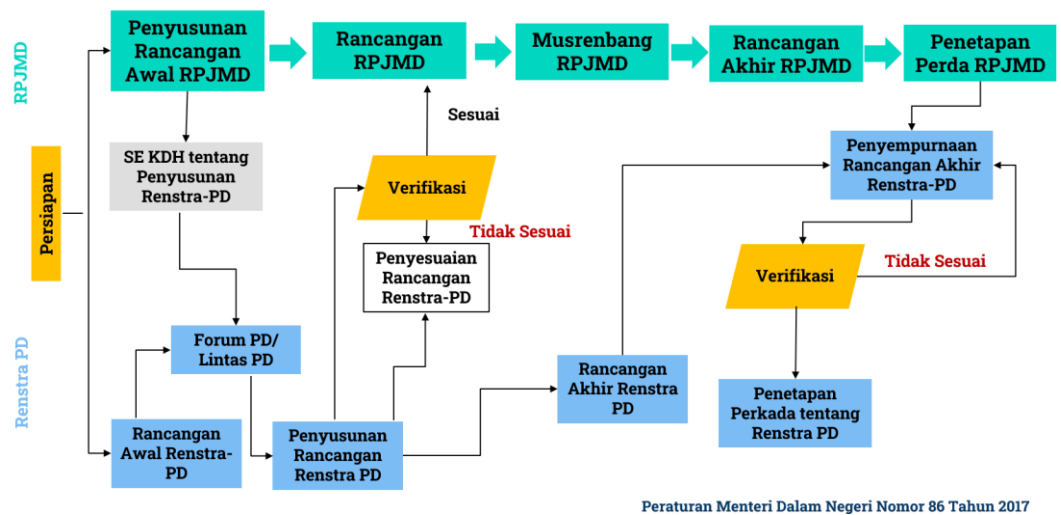 RPJMD
Penyusunan
Rancangan
Awal RPJMD
Rancangan
RPJMD
Musrenbang
RPJMD
Rancangan
Akhir RPJMD
Penetapan
Perda RPJMD
Persiapan
SE KDH tentang
Penyusunan
Renstra-PD
Sesuai
Verifikasi
Tidak Sesuai
Penyesuaian
Rancangan
Renstra-PD
Penyempurnaan
Rancangan Akhir
Renstra-PD
Verifikasi
Tidak Sesuai
Renstra PD
Forum PD/
Lintas PD
Rancangan
Awal Renstra-
PD
Penyusunan
Rancangan
Renstra PD
Rancangan
Akhir Renstra
PD
Penetapan
Perkada tentang
Renstra PD
Peraturan Menteri Dalam Negeri Nomor 86 Tahun 2017